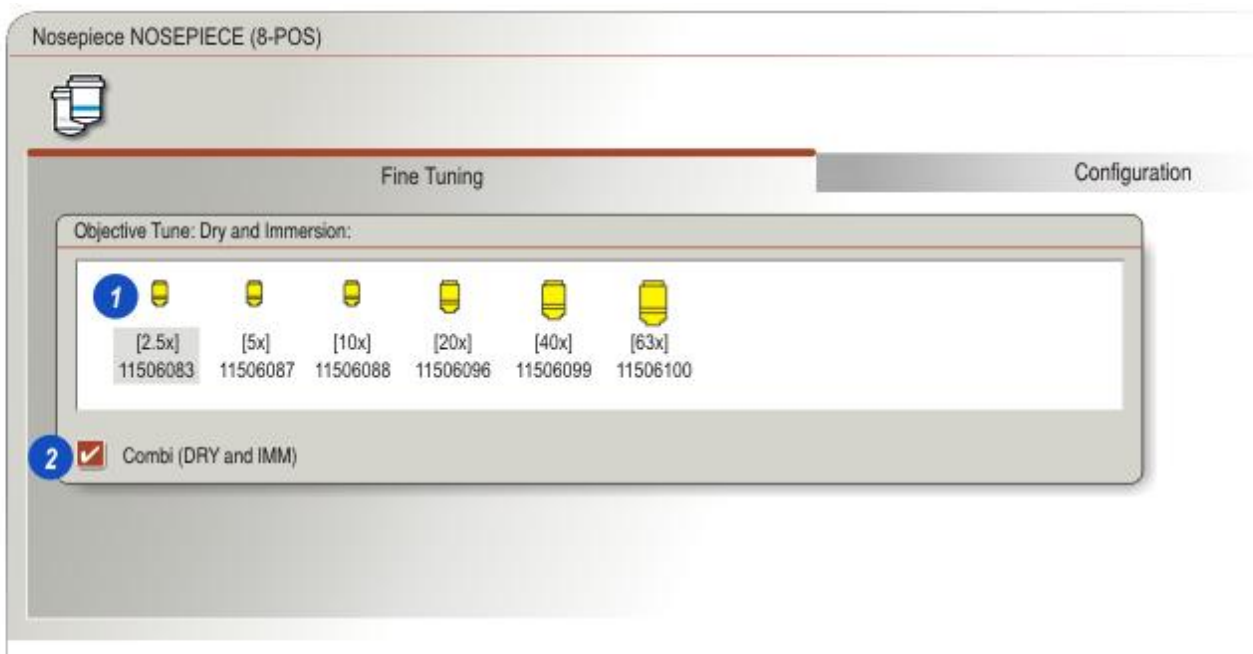 Nosepiece NOSEPIECE (8-POS)
Fine Tuning Configuration
Objective Tune: Dry and Immersion:
1
[2.5x] [5x] [10x] [20x] [40x] [63x]
11506083 11506087 11506088 11506096 11506099 11506100
2 Combi (DRY and IMM)